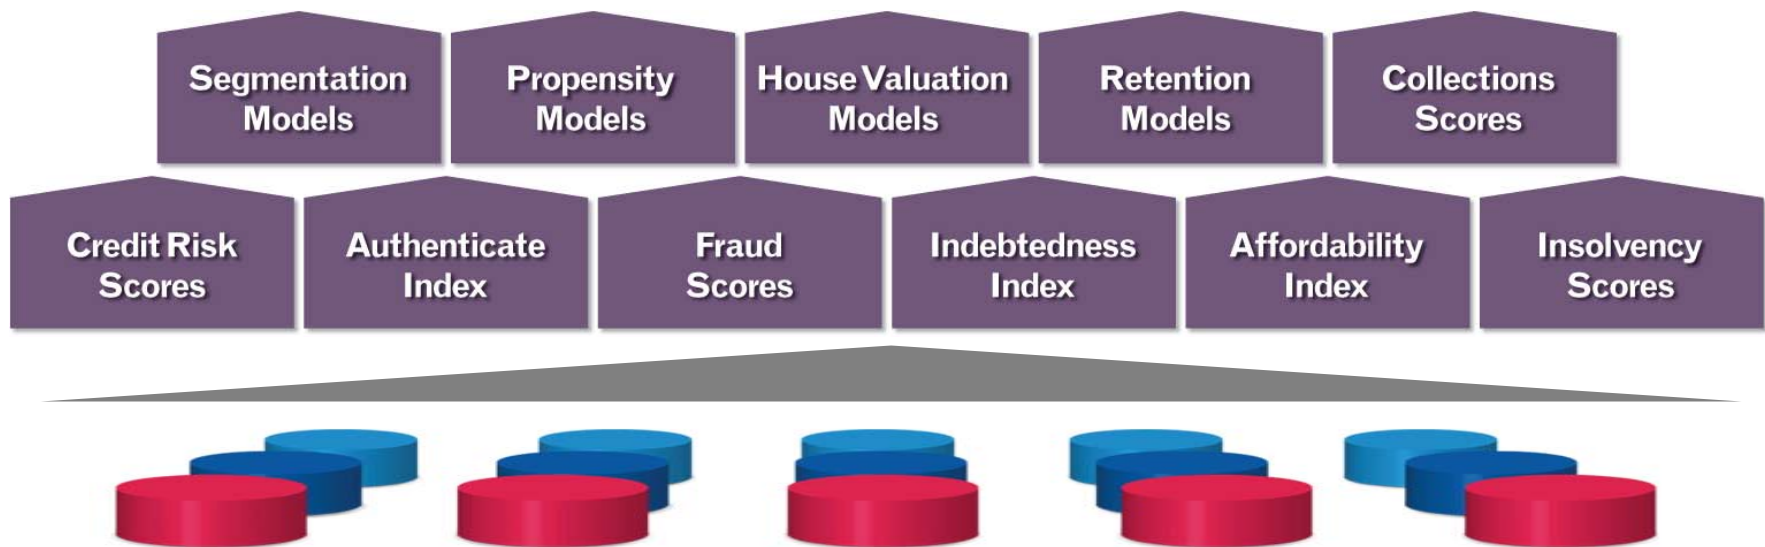 Segmentation
Models
Propensity
Models
House Valuation
Models
Retention
Models
Collections
Scores
Credit Risk
Scores
Authenticate
Index
Fraud
Scores
Indebtedness
Index
Affordability
Index
Insolvency
Scores